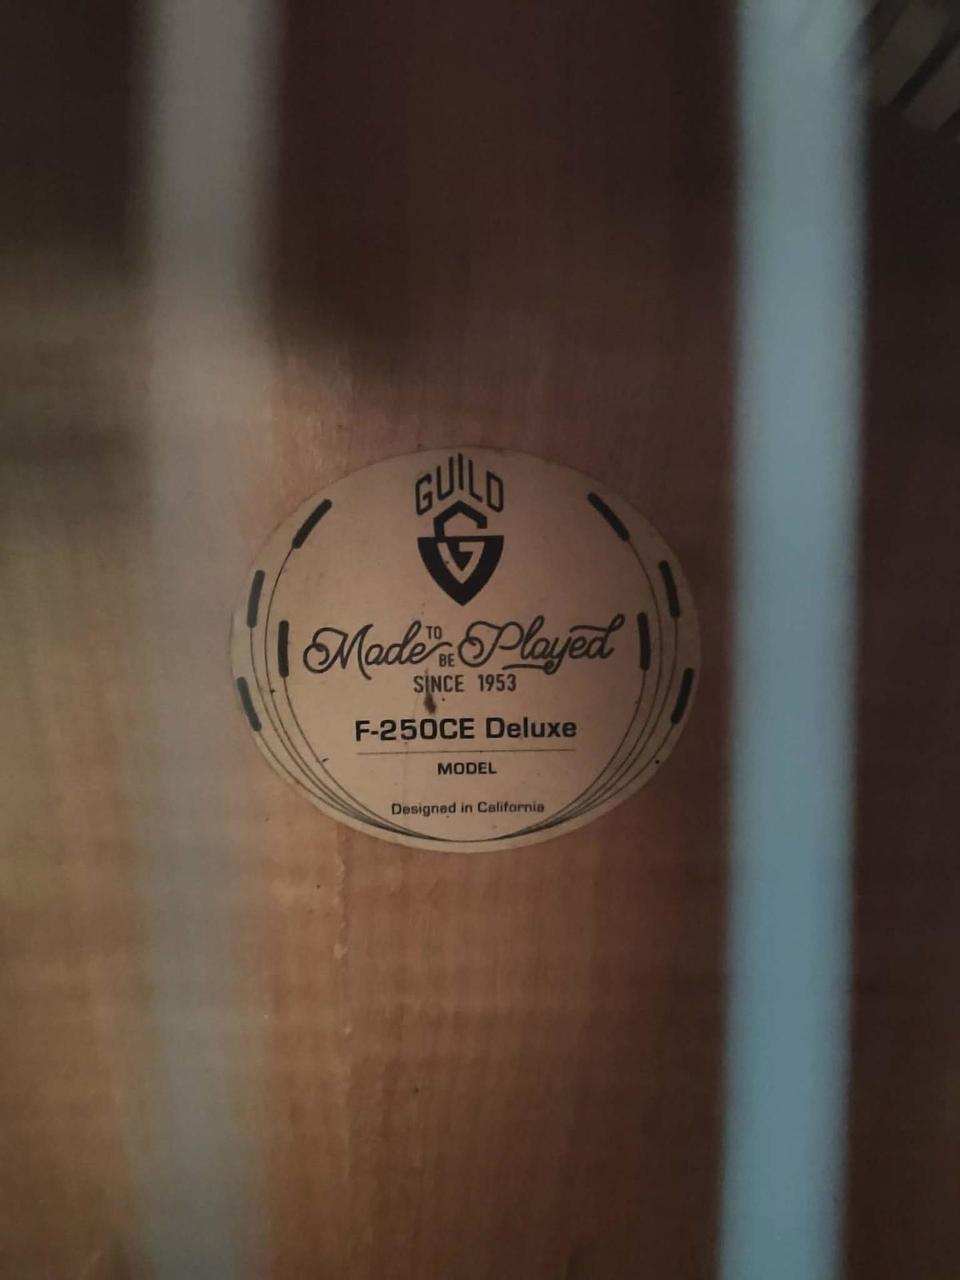 GUILD
G
Made TO BE Played
SINCE 1953
F-250CE Deluxe
MODEL
Designed in California